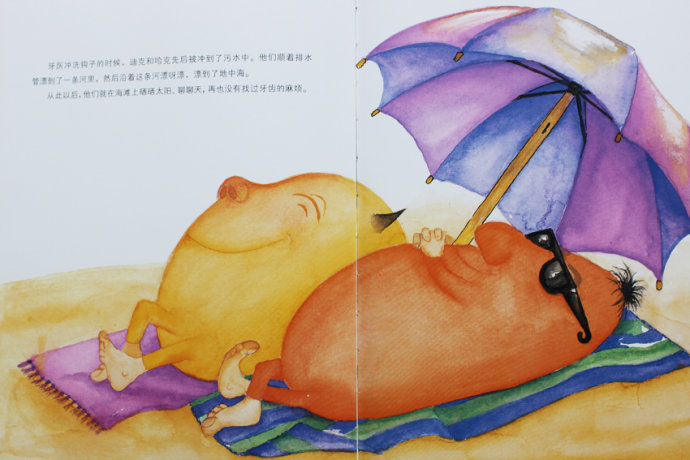 牙医冲洗钩子的时候，迪克和哈克先后被冲到了污水中。他们顺着排水
管漂到了一条河里，然后沿着这条河漂呀漂，漂到了地中海。
从此以后，他们就在海滩上晒晒太阳、聊聊天，再也没有找过牙齿的麻烦。